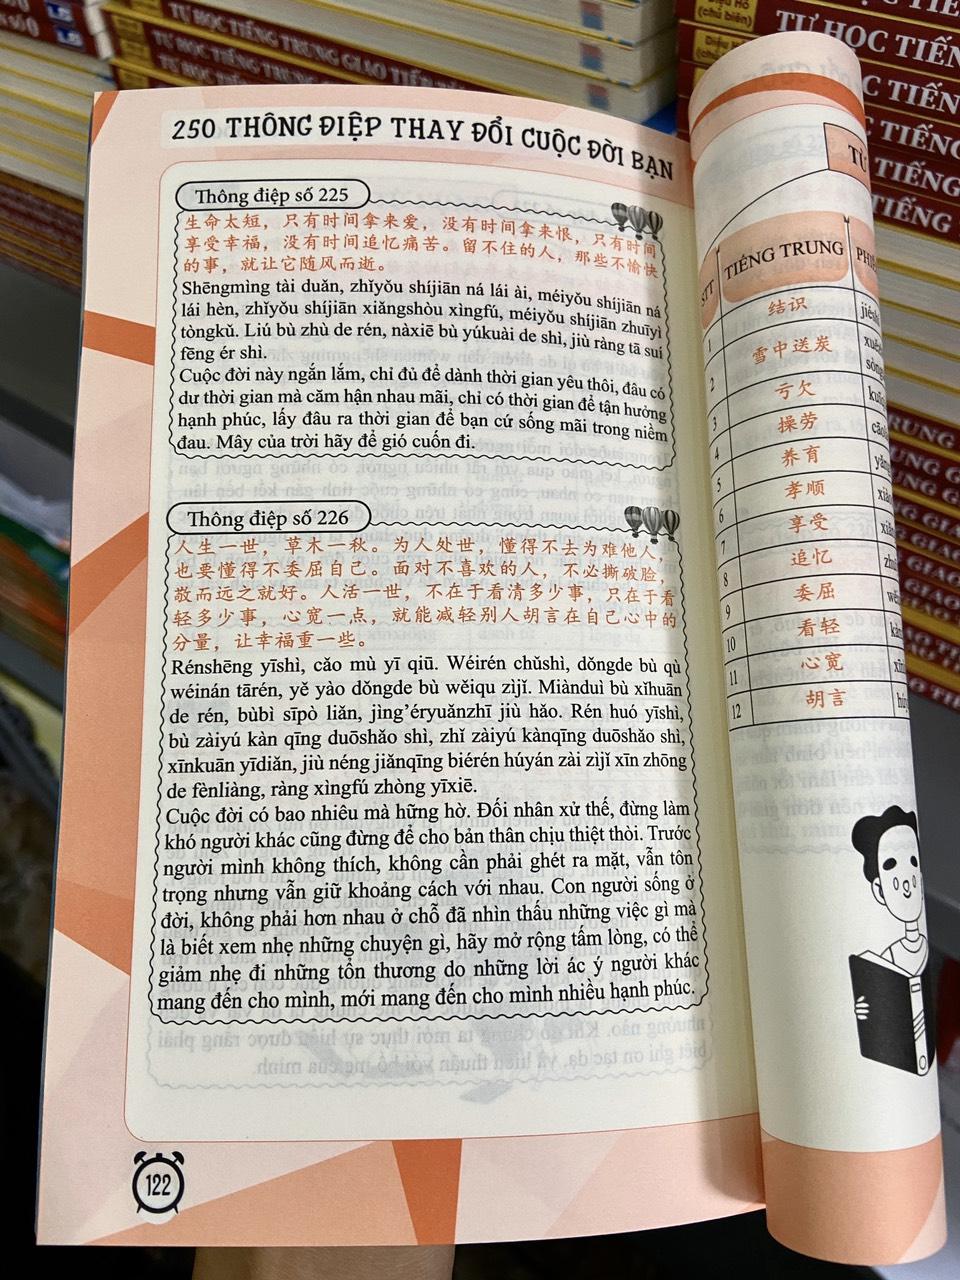 TỰ HỌC TIẾNG TRUNG GIAO TIẾP
TỰ HỌC TIẾNG
250 THÔNG ĐIỆP THAY ĐỔI CUỘC ĐỜI BẠN
Thông điệp số 225
生命太短，只有时间拿来爱，没有时间拿来恨，只有时间
享受幸福，没有时间追忆痛苦。留不住的人，那些不愉快
的事，就让它随风而逝。
Shēngmìng tài duǎn, zhǐyǒu shíjiān ná lái ài, méiyǒu shíjiān ná
lái hèn, zhǐyǒu shíjiān xiǎngshòu xìngfú, méiyǒu shíjiān zhuīyì
tòngkǔ. Liú bù zhù de rén, nàxiē bù yúkuài de shì, jiù ràng tā suí
fēng ér shì.
Cuộc đời này ngắn lắm, chỉ đủ để dành thời gian yêu thôi, đâu có
dư thời gian mà căm hận nhau mãi, chỉ có thời gian để tận hưởng
hạnh phúc, lấy đâu ra thời gian để bạn cứ sống mãi trong niềm
đau. Mây của trời hãy để gió cuốn đi.
Thông điệp số 226
人生一世，草木一秋。为人处世，懂得不去为难他人，
也要懂得不委屈自己。面对不喜欢的人，不必撕破脸，
敬而远之就好。人活一世，不在于看清多少事，只在于看
轻多少事，心宽一点，就能减轻别人胡言在自己心中的
分量，让幸福重一些。
Rénshēng yīshì, cǎo mù yī qiū. Wéirén chǔshì, dǒngde bù qù
wéinán tārén, yě yào dǒngde bù wěiqu zìjǐ. Miànduì bù xǐhuān
de rén, bùbì sīpò liǎn, jìng’éryuǎnzhī jiù hǎo. Rén huó yīshì,
bù zàiyú kàn qīng duōshǎo shì, zhǐ zàiyú kànqīng duōshǎo shì,
xīnkuān yīdiǎn, jiù néng jiǎnqīng biérén húyán zài zìjǐ xīn zhōng
de fènliàng, ràng xìngfú zhòng yīxiē.
Cuộc đời có bao nhiêu mà hững hờ. Đối nhân xử thế, đừng làm
khó người khác cũng đừng để cho bản thân chịu thiệt thòi. Trước
người mình không thích, không cần phải ghét ra mặt, vẫn tôn
trọng nhưng vẫn giữ khoảng cách với nhau. Con người sống ở
đời, không phải hơn nhau ở chỗ đã nhìn thấu những việc gì mà
là biết xem nhẹ những chuyện gì, hãy mở rộng tấm lòng, có thể
giảm nhẹ đi những tổn thương do những lời ác ý người khác
mang đến cho mình, mới mang đến cho mình nhiều hạnh phúc.
122
TỪ
STT TIẾNG TRUNG
1 结识
2 雪中送炭
3 亏欠
4 操劳
5 养育
6 孝顺
7 享受
8 追忆
9 委屈
10 看轻
11 心宽
12 胡言